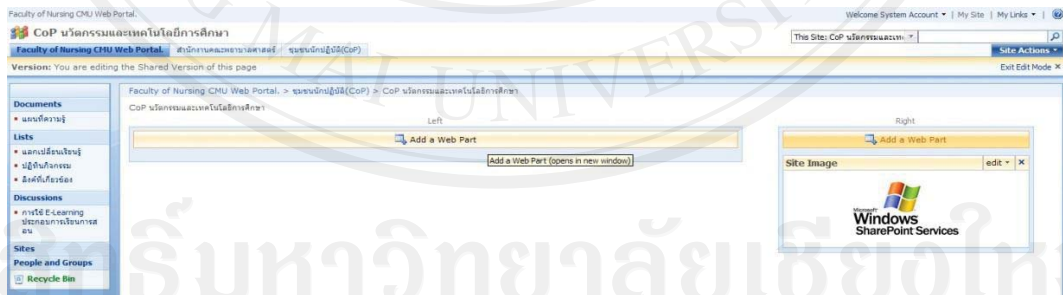 Faculty of Nursing CMU Web Portal.
Welcome System Account | My Site | My Links |
CoP นวัตกรรมและเทคโนโลยีการศึกษา
This Site: CoP นวัตกรรมและเทค
Faculty of Nursing CMU Web Portal. สำนักงานคณะพยาบาลศาสตร์ ชุมชนนักปฏิบัติ(CoP)
Site Actions
Version: You are editing the Shared Version of this page
Exit Edit Mode ×
Faculty of Nursing CMU Web Portal. > ชุมชนนักปฏิบัติ(CoP) > CoP นวัตกรรมและเทคโนโลยีการศึกษา
CoP นวัตกรรมและเทคโนโลยีการศึกษา
Documents
แผนที่ความรู้
Lists
แลกเปลี่ยนเรียนรู้
ปฏิทินกิจกรรม
ลิงค์ที่เกี่ยวข้อง
Discussions
การใช้ E-Learning
ประกอบการเรียนการส
อน
Sites
People and Groups
Recycle Bin
Left
Add a Web Part
Add a Web Part (opens in new window)
Right
Add a Web Part
Site Image
edit ×
Microsoft
Windows
SharePoint Services